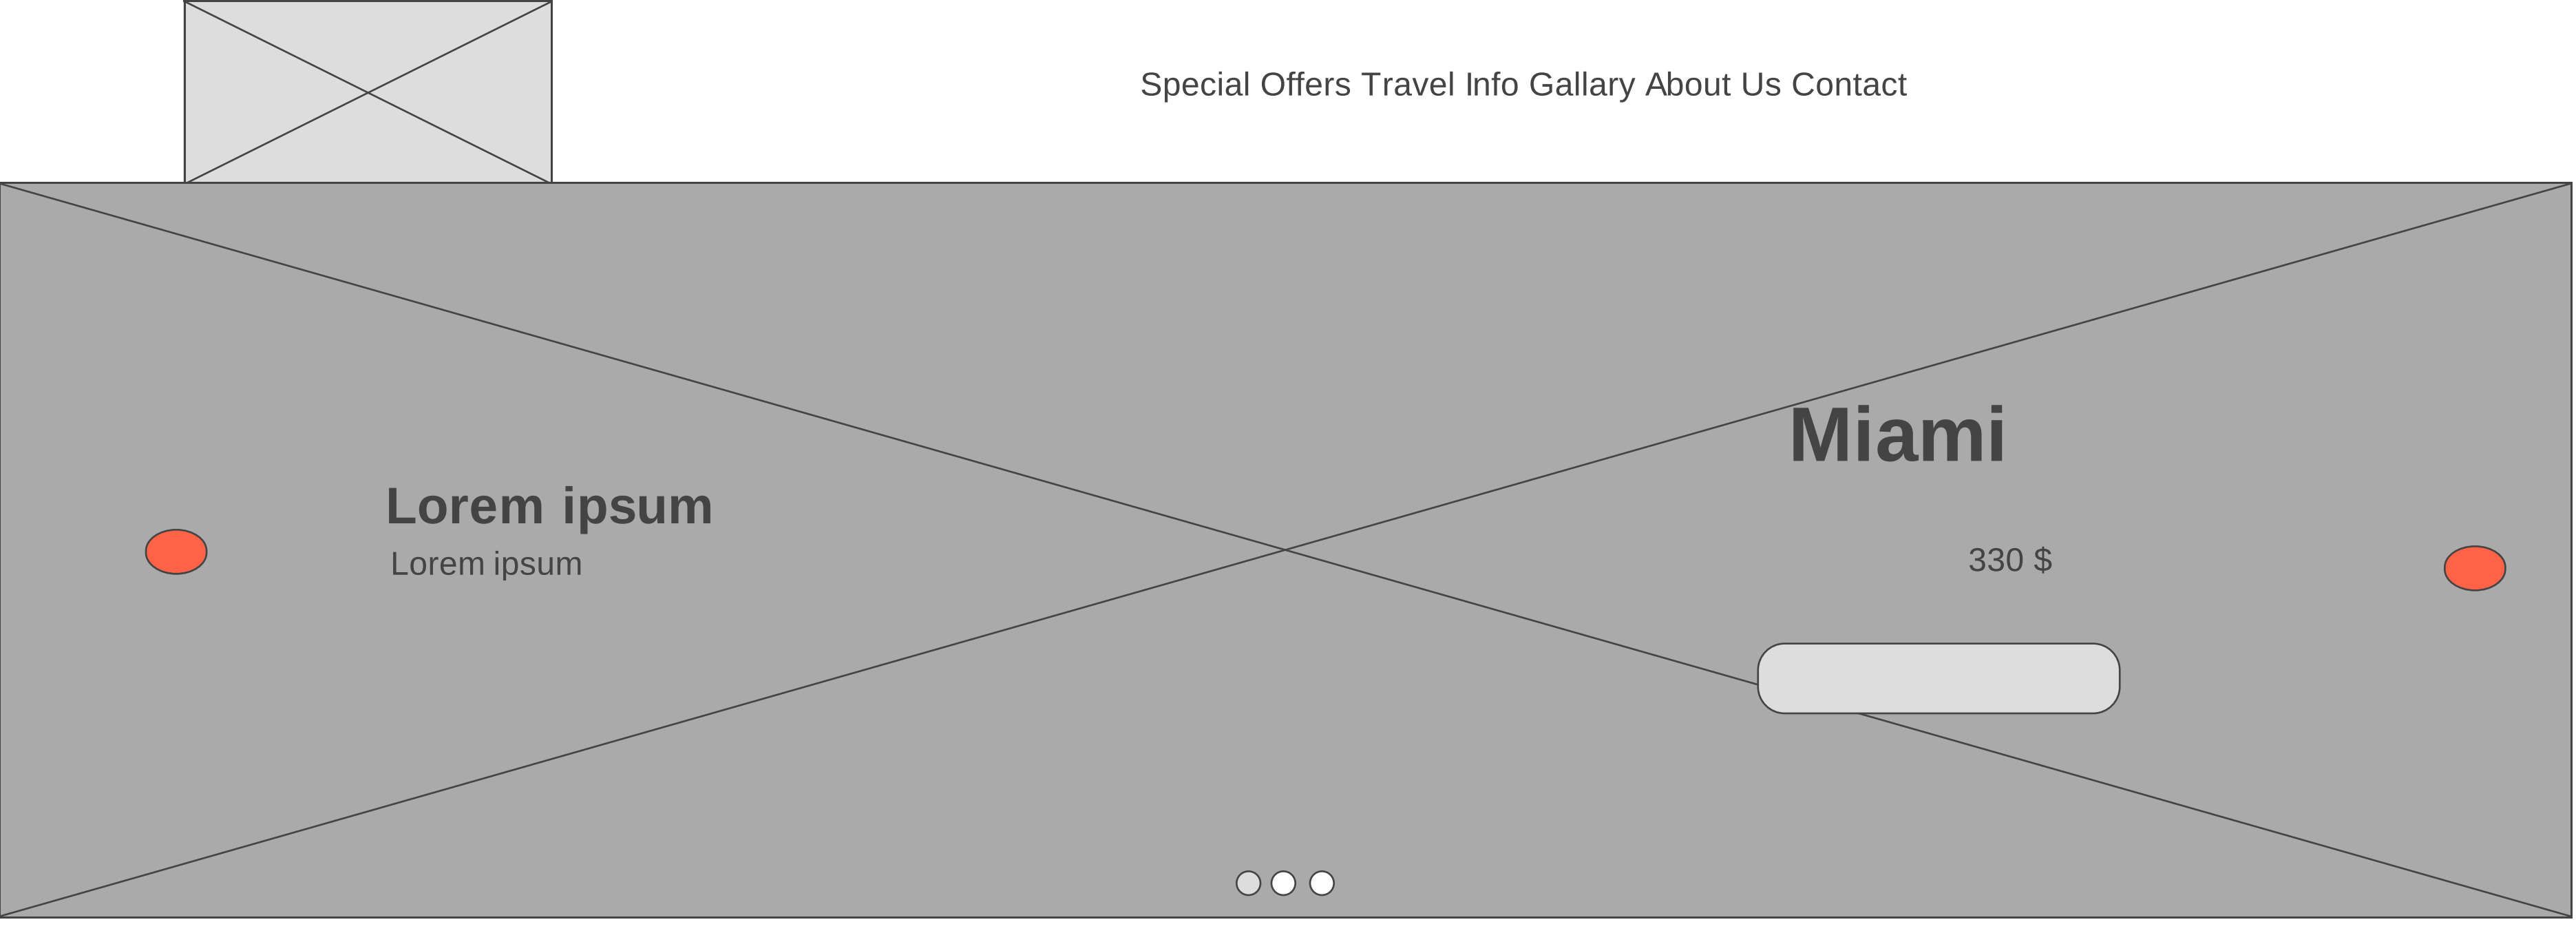 Special Offers Travel Info Gallary About Us Contact
Miami
Lorem ipsum
Lorem ipsum
330 $